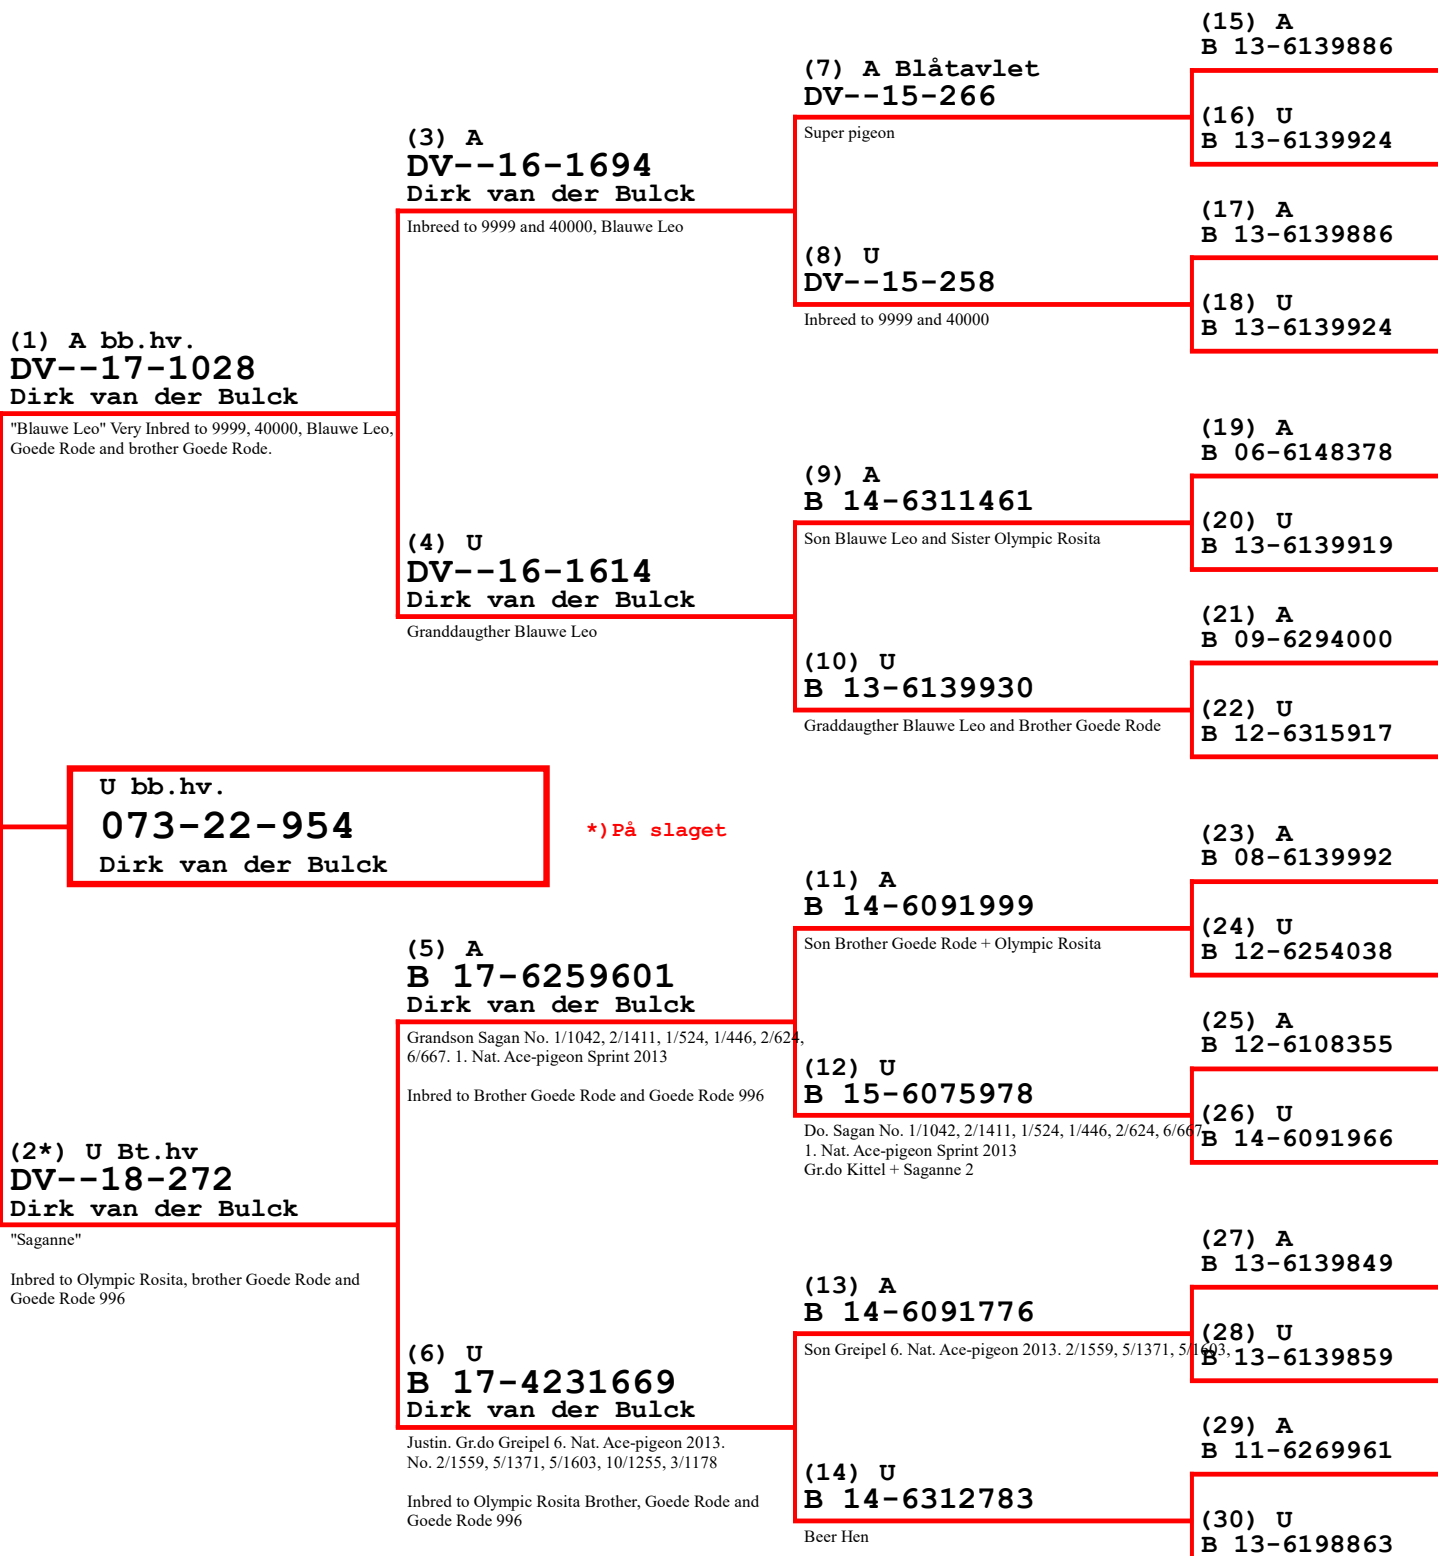 (1) A bb.hv.
DV--17-1028
Dirk van der Bulck
"Blauwe Leo" Very Inbred to 9999, 40000, Blauwe Leo,
Goede Rode and brother Goede Rode.
U bb.hv.
073-22-954
Dirk van der Bulck
*)På slaget
(2*) U Bt.hv
DV--18-272
Dirk van der Bulck
"Saganne"
Inbred to Olympic Rosita, brother Goede Rode and
Goede Rode 996
(3) A
DV--16-1694
Dirk van der Bulck
Inbreed to 9999 and 40000, Blauwe Leo
(4) U
DV--16-1614
Dirk van der Bulck
Granddaugther Blauwe Leo
(5) A
B 17-6259601
Dirk van der Bulck
Grandson Sagan No. 1/1042, 2/1411, 1/524, 1/446, 2/624,
6/667. 1. Nat. Ace-pigeon Sprint 2013
Inbred to Brother Goede Rode and Goede Rode 996
(6) U
B 17-4231669
Dirk van der Bulck
Justin. Gr.do Greipel 6. Nat. Ace-pigeon 2013.
No. 2/1559, 5/1371, 5/1603, 10/1255, 3/1178
Inbred to Olympic Rosita Brother, Goede Rode and
Goede Rode 996
(7) A Blåtavlet
DV--15-266
Super pigeon
(8) U
DV--15-258
Inbreed to 9999 and 40000
(9) A
B 14-6311461
Son Blauwe Leo and Sister Olympic Rosita
(10) U
B 13-6139930
Graddaugther Blauwe Leo and Brother Goede Rode
(11) A
B 14-6091999
Son Brother Goede Rode + Olympic Rosita
(12) U
B 15-6075978
Do. Sagan No. 1/1042, 2/1411, 1/524, 1/446, 2/624, 6/667
1. Nat. Ace-pigeon Sprint 2013
Gr.do Kittel + Saganne 2
(13) A
B 14-6091776
Son Greipel 6. Nat. Ace-pigeon 2013. 2/1559, 5/1371, 5/1603,
(14) U
B 14-6312783
Beer Hen
(15) A
B 13-6139886
(16) U
B 13-6139924
(17) A
B 13-6139886
(18) U
B 13-6139924
(19) A
B 06-6148378
(20) U
B 13-6139919
(21) A
B 09-6294000
(22) U
B 12-6315917
(23) A
B 08-6139992
(24) U
B 12-6254038
(25) A
B 12-6108355
(26) U
B 14-6091966
(27) A
B 13-6139849
(28) U
B 13-6139859
(29) A
B 11-6269961
(30) U
B 13-6198863